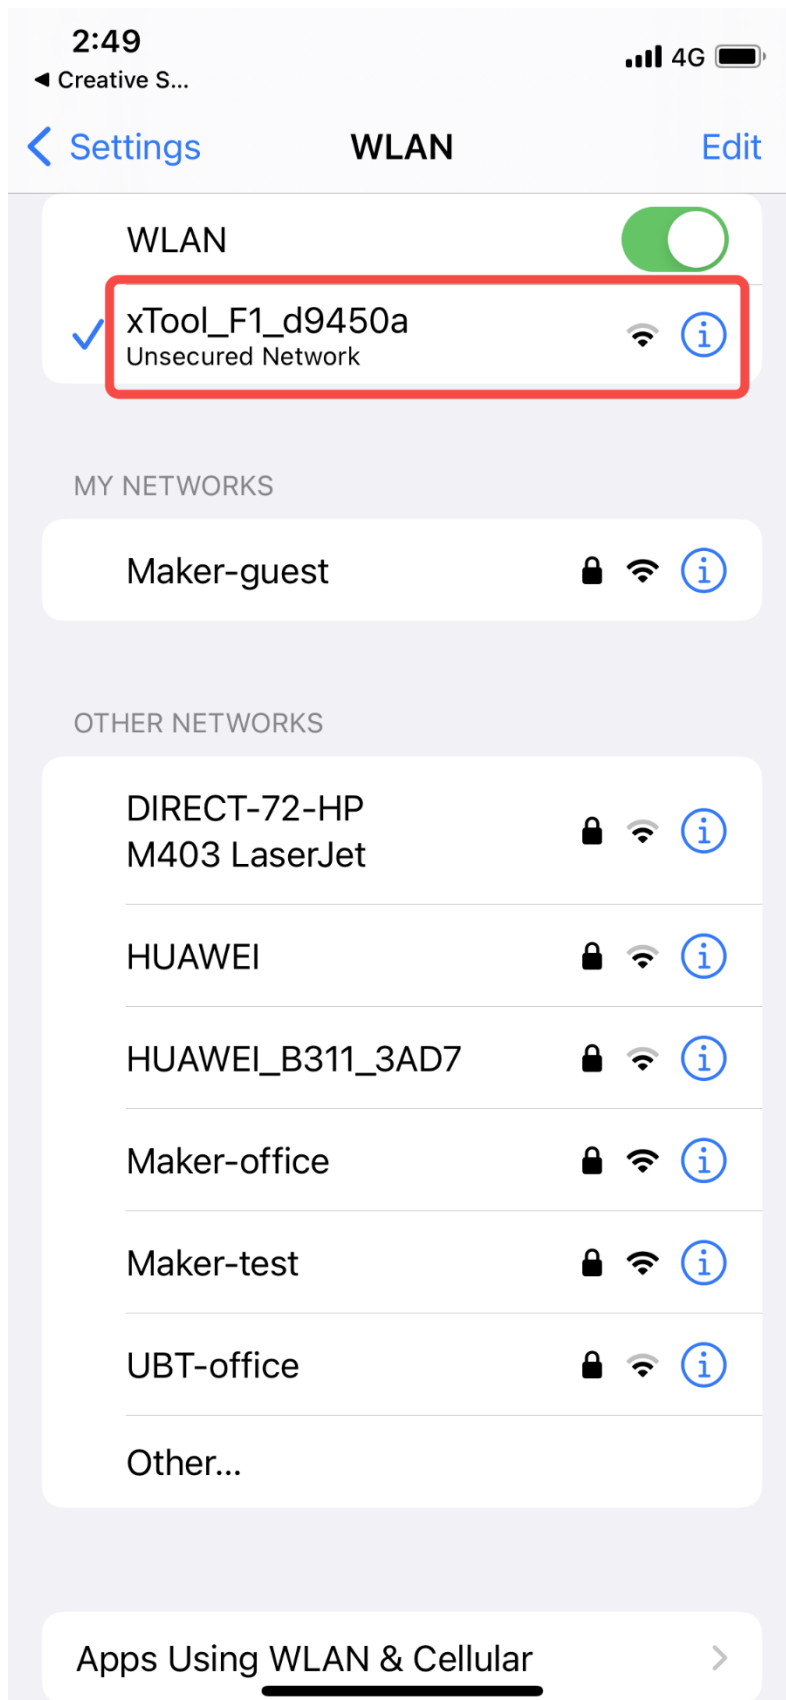 2:49
4G
◀ Creative S...
Settings
WLAN
Edit
WLAN
xTool_F1_d9450a
Unsecured Network
MY NETWORKS
Maker-guest
OTHER NETWORKS
DIRECT-72-HP
M403 LaserJet
HUAWEI
HUAWEI_B311_3AD7
Maker-office
Maker-test
UBT-office
Other...
Apps Using WLAN & Cellular